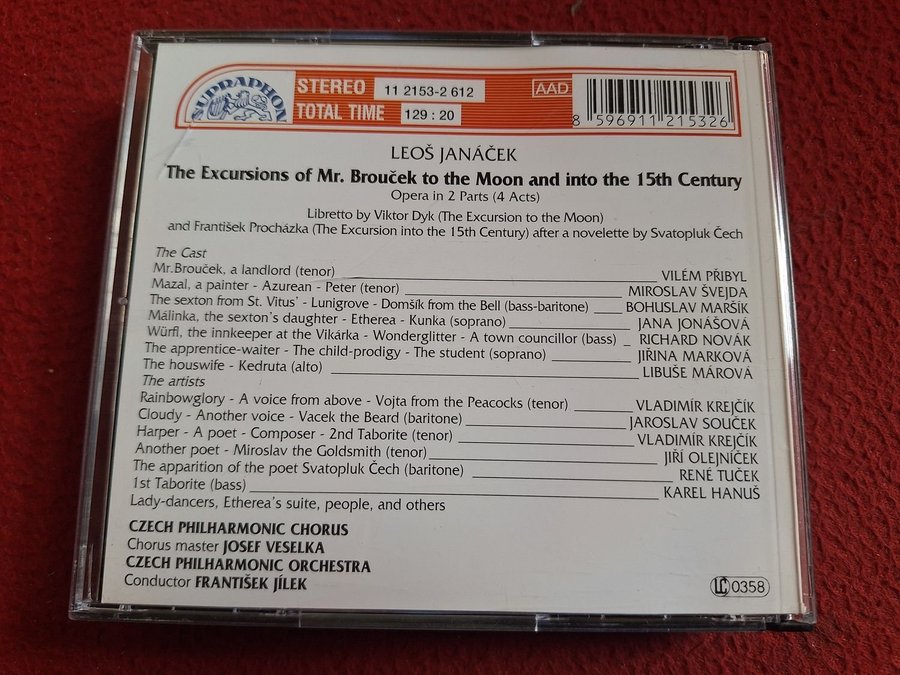 SUPRAPHON
STEREO 11 2153-2 612 AAD
TOTAL TIME 129 : 20
8 596911 215326
LEOŠ JANÁČEK
The Excursions of Mr. Brouček to the Moon and into the 15th Century
Opera in 2 Parts (4 Acts)
Libretto by Viktor Dyk (The Excursion to the Moon)
and František Procházka (The Excursion into the 15th Century) after a novelette by Svatopluk Čech
The Cast
Mr.Brouček, a landlord (tenor) VILÉM PŘIBYL
Mazal, a painter - Azurean - Peter (tenor) MIROSLAV ŠVEJDA
The sexton from St. Vitus' - Lunigrove - Domšík from the Bell (bass-baritone) BOHUSLAV MARŠÍK
Málinka, the sexton's daughter - Etherea - Kunka (soprano) JANA JONÁŠOVÁ
Würfl, the innkeeper at the Vikárka - Wonderglitter - A town councillor (bass) RICHARD NOVÁK
The apprentice-waiter - The child-prodigy - The student (soprano) JIŘINA MARKOVÁ
The houswife - Kedruta (alto) LIBUŠE MÁROVÁ
The artists
Rainbowglory - A voice from above - Vojta from the Peacocks (tenor) VLADIMÍR KREJČÍK
Cloudy - Another voice - Vacek the Beard (baritone) JAROSLAV SOUČEK
Harper - A poet - Composer - 2nd Taborite (tenor) VLADIMÍR KREJČÍK
Another poet - Miroslav the Goldsmith (tenor) JIŘÍ OLEJNÍČEK
The apparition of the poet Svatopluk Čech (baritone) RENÉ TUČEK
1st Taborite (bass) KAREL HANUŠ
Lady-dancers, Etherea's suite, people, and others
CZECH PHILHARMONIC CHORUS
Chorus master JOSEF VESELKA
CZECH PHILHARMONIC ORCHESTRA
Conductor FRANTIŠEK JÍLEK
LC 0358